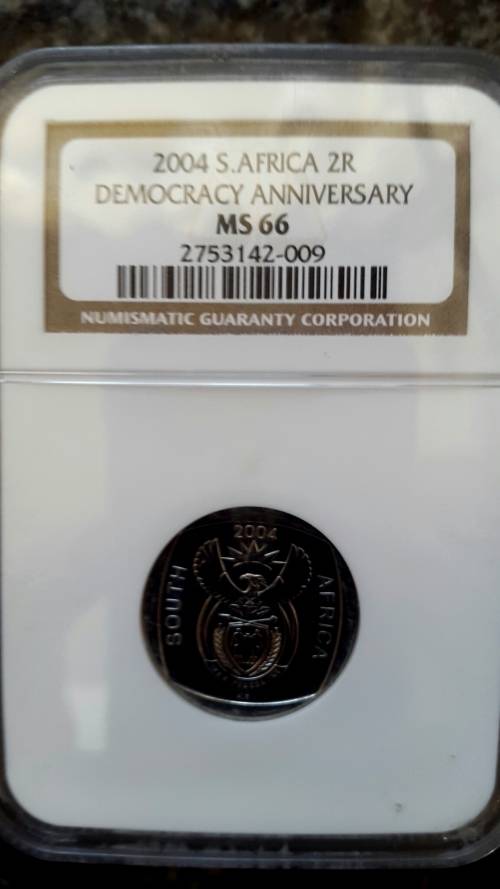 2004 S.AFRICA 2R
DEMOCRACY ANNIVERSARY
MS 66
2753142-009
NUMISMATIC GUARANTY CORPORATION
2004
SOUTH
AFRICA